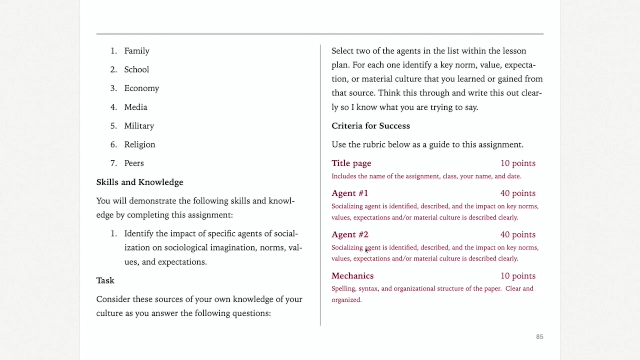 1. Family
2. School
3. Economy
4. Media
5. Military
6. Religion
7. Peers
Skills and Knowledge
You will demonstrate the following skills and knowl-
edge by completing this assignment:
1. Identify the impact of specific agents of social-
ization on sociological imagination, norms, val-
ues, and expectations.
Task
Consider these sources of your own knowledge of your
culture as you answer the following questions:
Select two of the agents in the list within the lesson
plan. For each one identify a key norm, value, expecta-
tion, or material culture that you learned or gained from
that source. Think this through and write this out clear-
ly so I know what you are trying to say.
Criteria for Success
Use the rubric below as a guide to this assignment.
Title page 10 points
Includes the name of the assignment, class, your name, and date.
Agent #1 40 points
Socializing agent is identified, described, and the impact on key norms,
values, expectations and/or material culture is described clearly.
Agent #2 40 points
Socializing agent is identified, described, and the impact on key norms,
values, expectations and/or material culture is described clearly.
Mechanics 10 points
Spelling, syntax, and organizational structure of the paper. Clear and
organized.
85